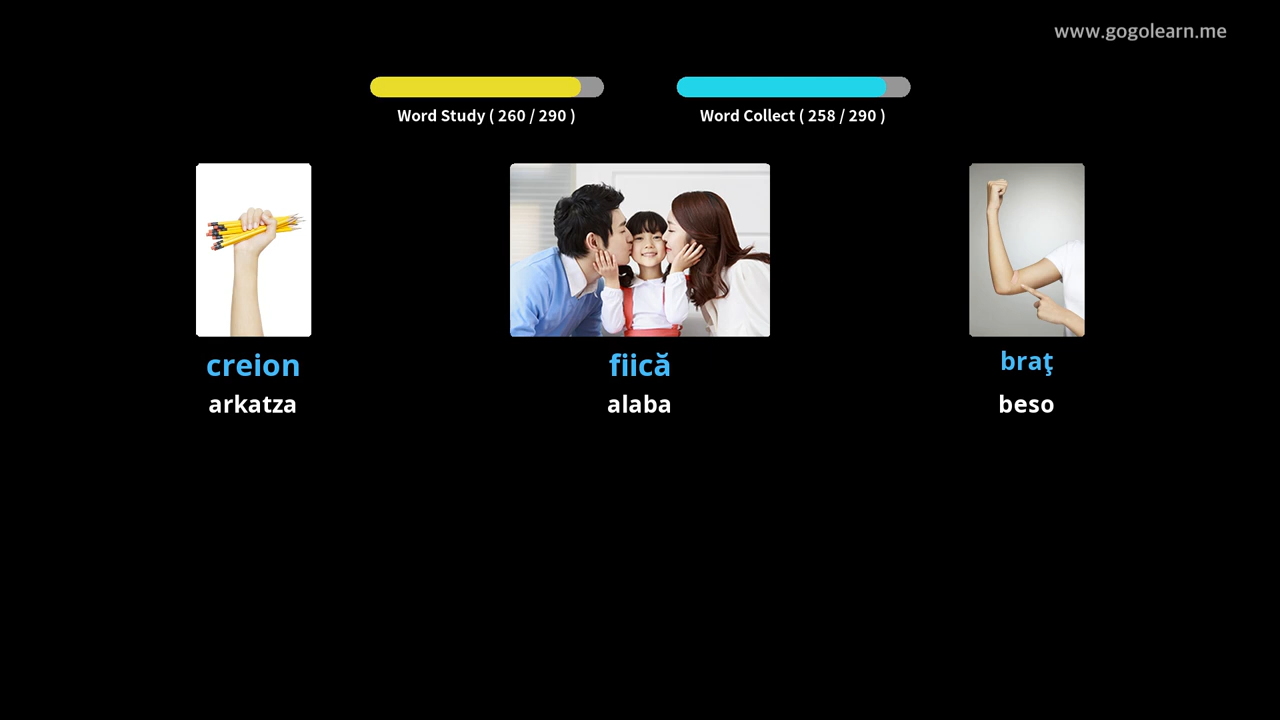 www.gogolearn.me
Word Study ( 260 / 290 )
Word Collect ( 258 / 290 )
creion
fiică
braţ
arkatza
alaba
beso